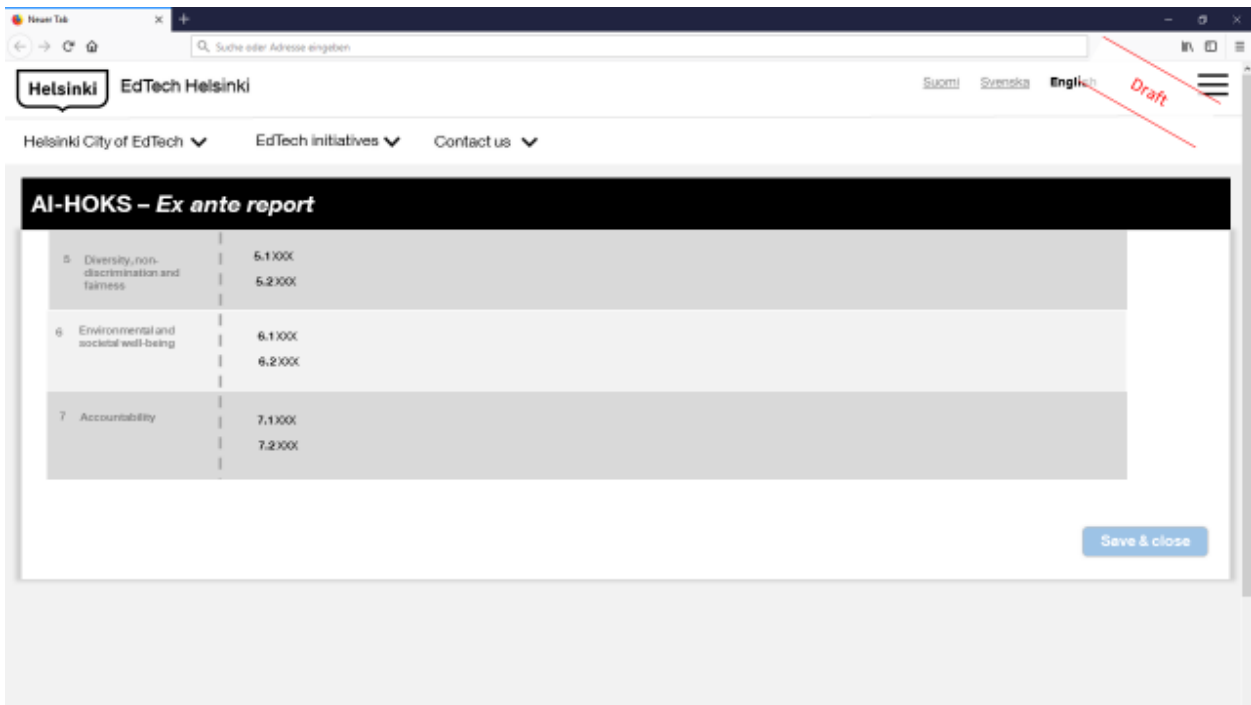 Neuer Tab
Suche oder Adresse eingeben
Helsinki EdTech Helsinki Suomi Svenska English Draft
Helsinki City of EdTech EdTech initiatives Contact us
AI-HOKS – Ex ante report
5 Diversity, non-
discrimination and
fairness
5.1 XXX
5.2 XXX
6 Environmental and
societal well-being
6.1 XXX
6.2 XXX
7 Accountability
7.1 XXX
7.2 XXX
Save & close